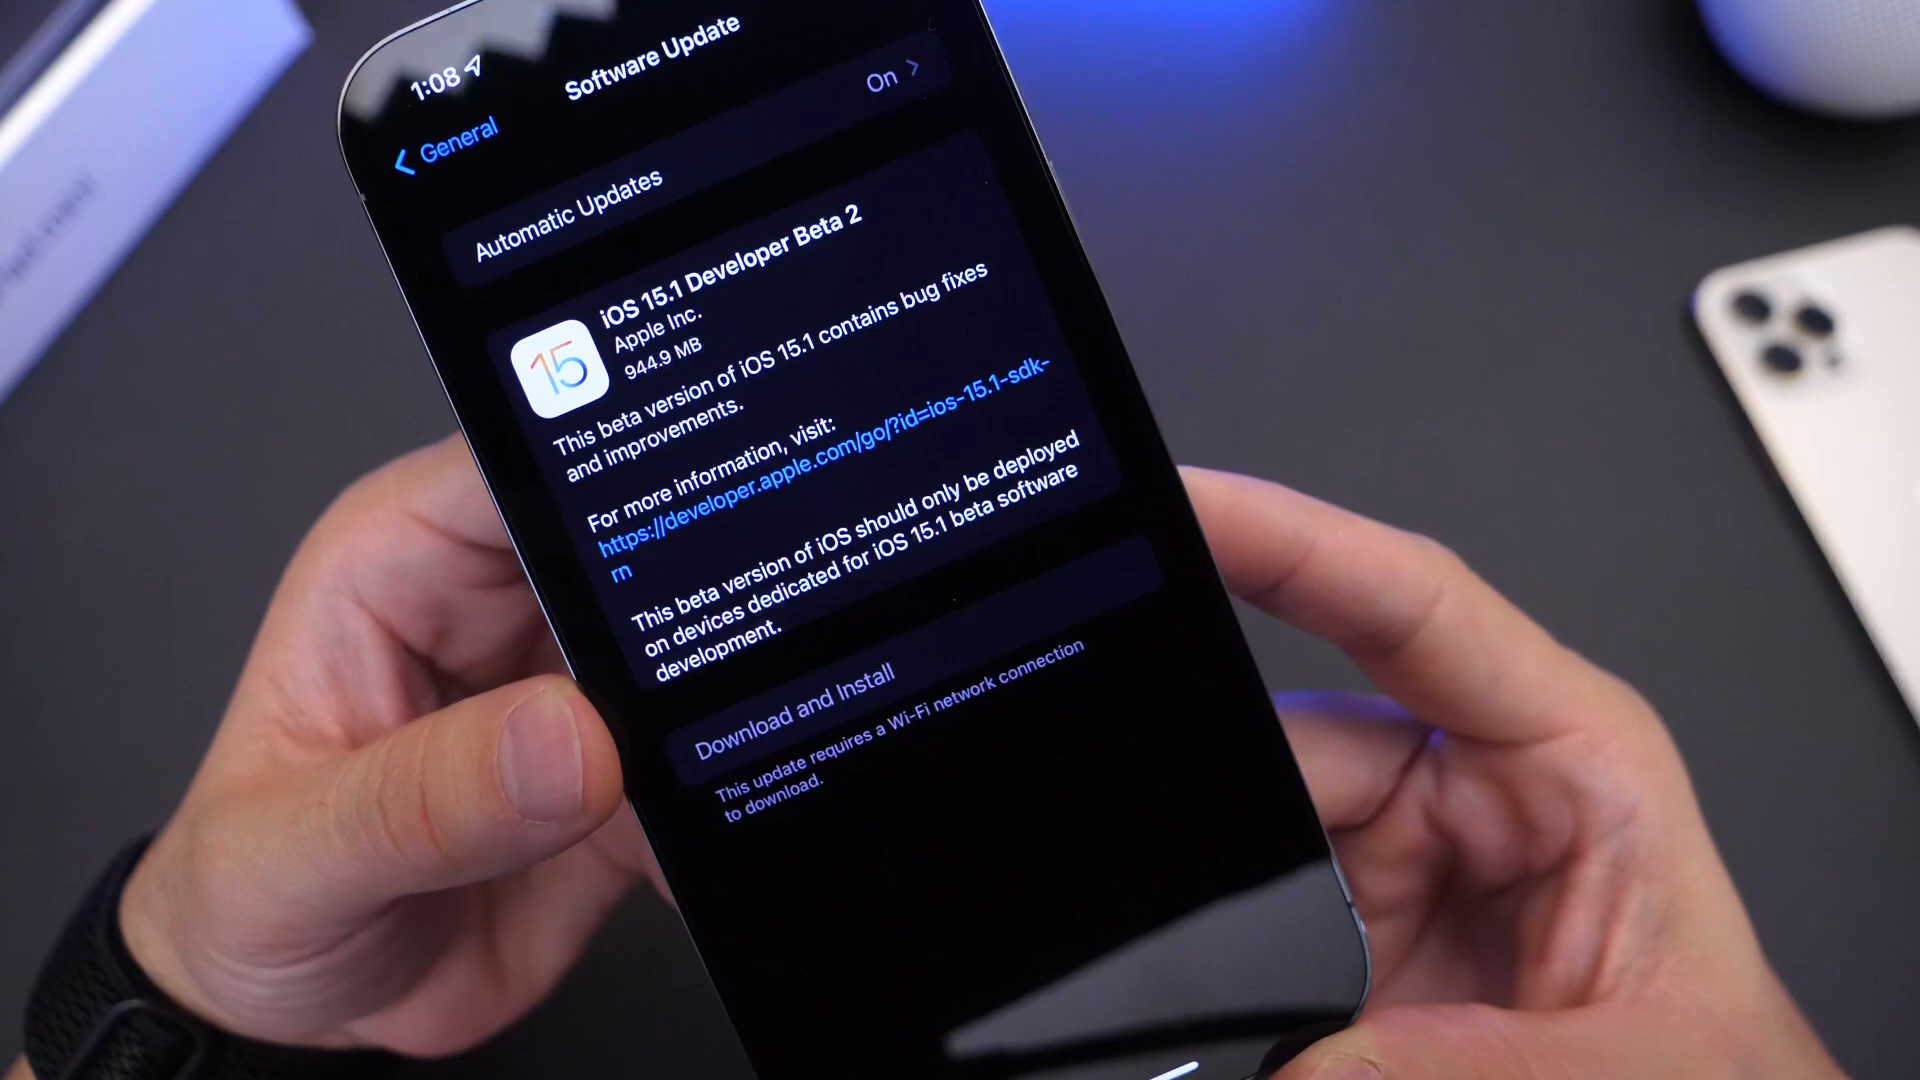 1:08
Software Update
General
Automatic Updates
On
iOS 15.1 Developer Beta 2
Apple Inc.
944.9 MB
15
This beta version of iOS 15.1 contains bug fixes
and improvements.
For more information, visit:
https://developer.apple.com/go/?id=ios-15.1-sdk-
rn
This beta version of iOS should only be deployed
on devices dedicated for iOS 15.1 beta software
development.
Download and Install
This update requires a Wi-Fi network connection
to download.